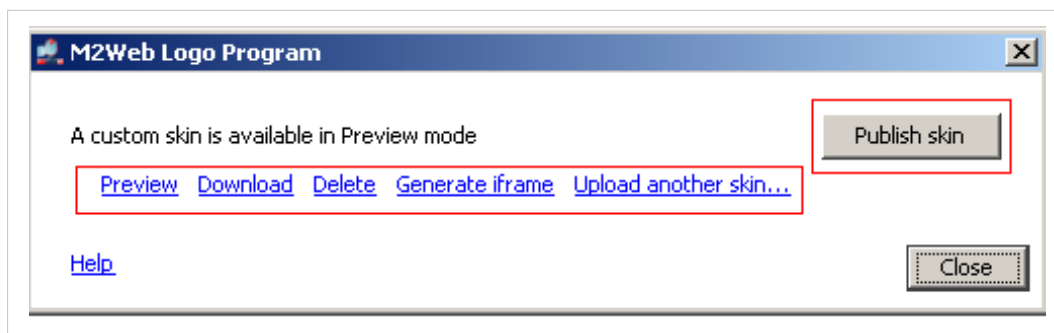 M2Web Logo Program
A custom skin is available in Preview mode
Publish skin
Preview Download Delete Generate iframe Upload another skin...
Help
Close